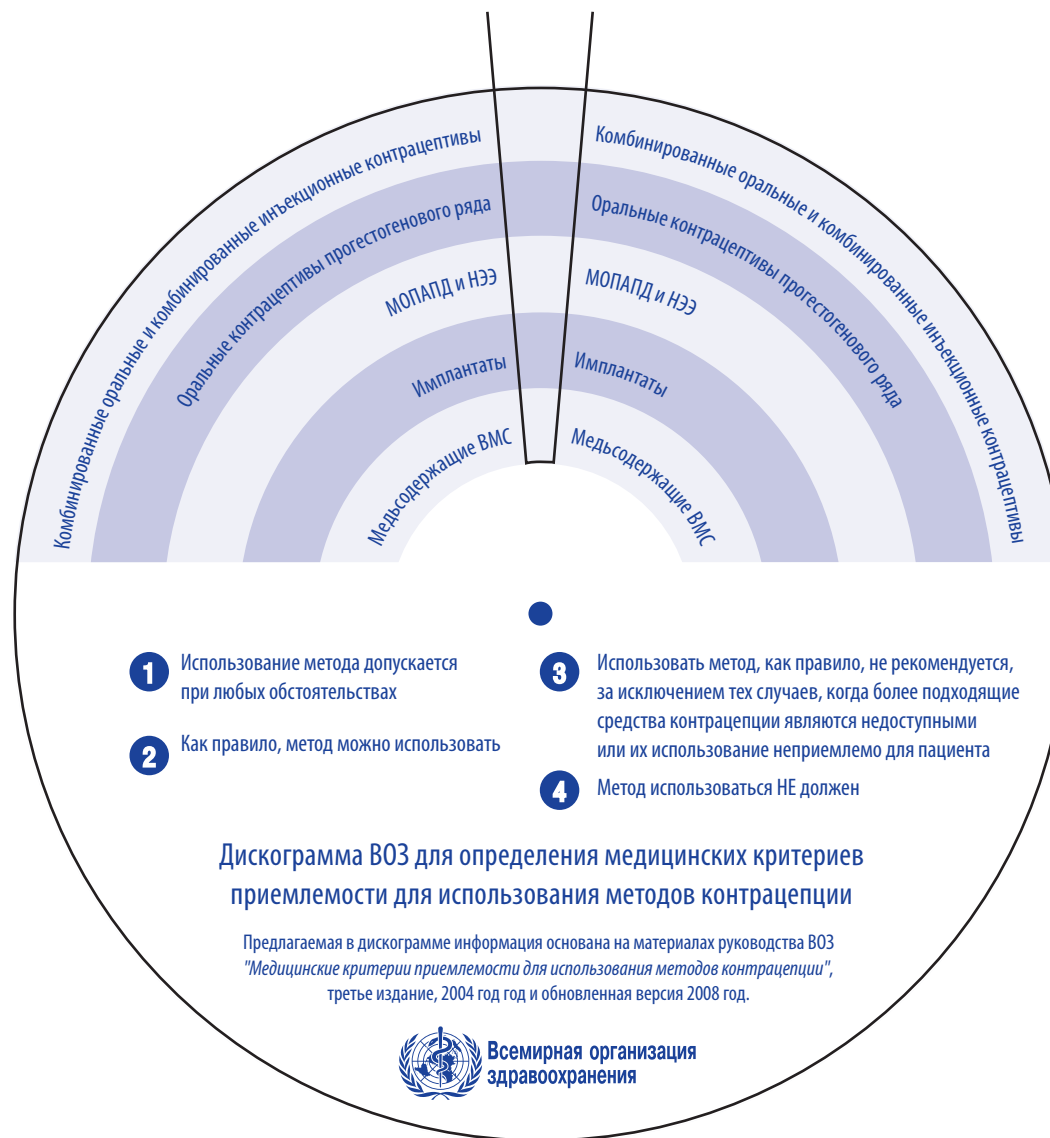 Комбинированные оральные и комбинированные инъекционные контрацептивы
Оральные контрацептивы прогестогенового ряда
МОПАПД и НЭЭ
Имплантаты
Медьсодержащие ВМС
Комбинированные оральные и комбинированные инъекционные контрацептивы
Оральные контрацептивы прогестогенового ряда
МОПАПД и НЭЭ
Имплантаты
Медьсодержащие ВМС
1 Использование метода допускается
при любых обстоятельствах
2 Как правило, метод можно использовать
3 Использовать метод, как правило, не рекомендуется,
за исключением тех случаев, когда более подходящие
средства контрацепции являются недоступными
или их использование неприемлемо для пациента
4 Метод использоваться НЕ должен
Дискограмма ВОЗ для определения медицинских критериев
приемлемости для использования методов контрацепции
Предлагаемая в дискограмме информация основана на материалах руководства ВОЗ
"Медицинские критерии приемлемости для использования методов контрацепции",
третье издание, 2004 год год и обновленная версия 2008 год.
Всемирная организация
здравоохранения